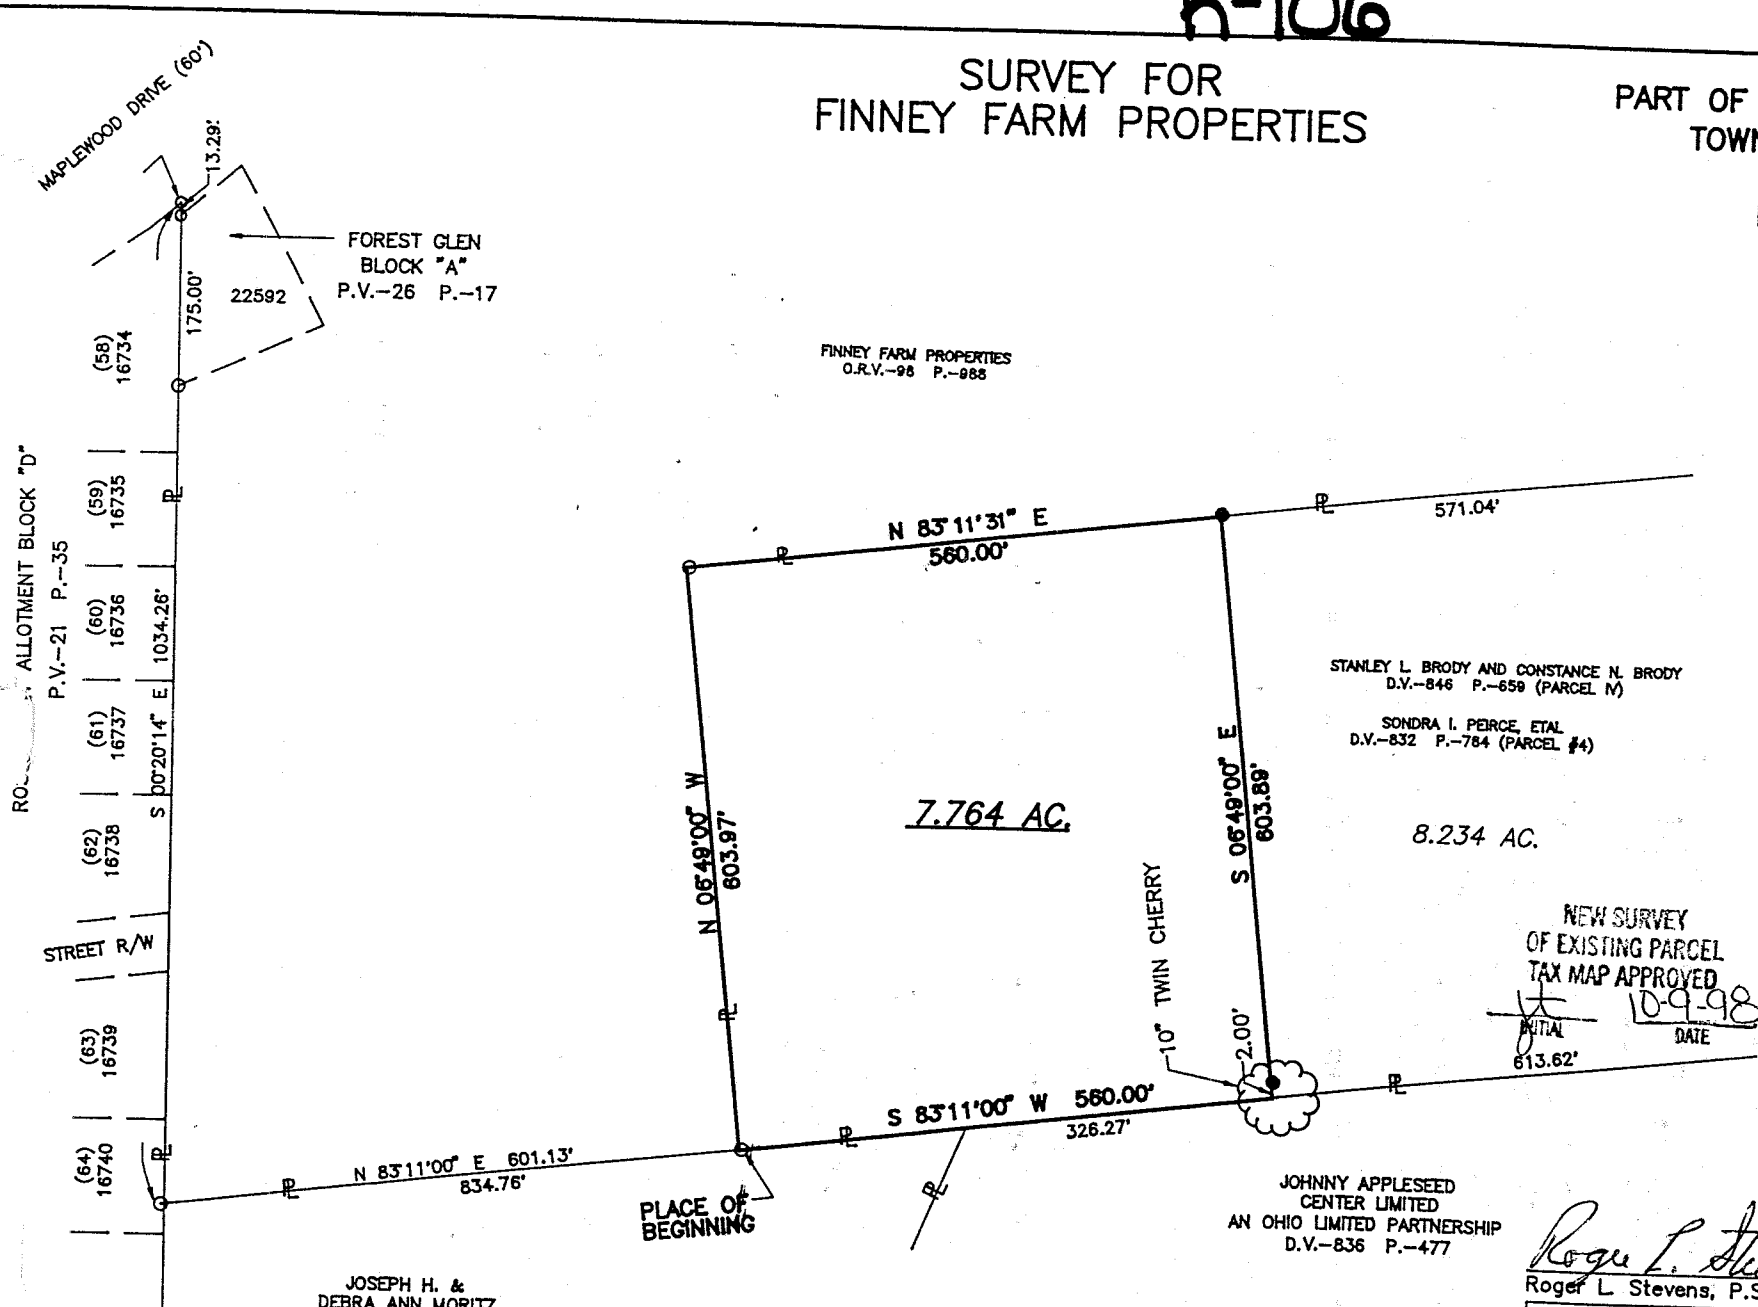 SURVEY FOR
FINNEY FARM PROPERTIES
PART OF
MAPLEWOOD DRIVE (60')
13.29'
FOREST GLEN
BLOCK "A"
P.V.-26 P.-17
22592
175.00'
(58)
16734
FINNEY FARM PROPERTIES
O.R.V.-98 P.-988
ALLOTMENT BLOCK "D"
P.V.-21 P.-35
(59)
16735
(60)
16736
(61)
16737
(62)
16738
STREET R/W
(63)
16739
(64)
16740
S 00°20'14" E 1034.26'
N 83°11'31" E
560.00'
571.04'
N 06°49'00" W
603.97'
7.764 AC.
S 06°49'00" E
603.89'
STANLEY L. BRODY AND CONSTANCE N. BRODY
D.V.-846 P.-659 (PARCEL IV)
SONDRA I. PEIRCE, ETAL
D.V.-832 P.-784 (PARCEL #4)
8.234 AC.
10" TWIN CHERRY
2.00'
NEW SURVEY
OF EXISTING PARCEL
TAX MAP APPROVED
10-9-98
INITIAL
DATE
613.62'
S 83°11'00" W 560.00'
326.27'
N 83°11'00" E 601.13'
834.76'
PLACE OF
BEGINNING
JOHNNY APPLESEED
CENTER LIMITED
AN OHIO LIMITED PARTNERSHIP
D.V.-836 P.-477
JOSEPH H. &
DEBRA ANN MORITZ
Roger L. Stevens, P.S.